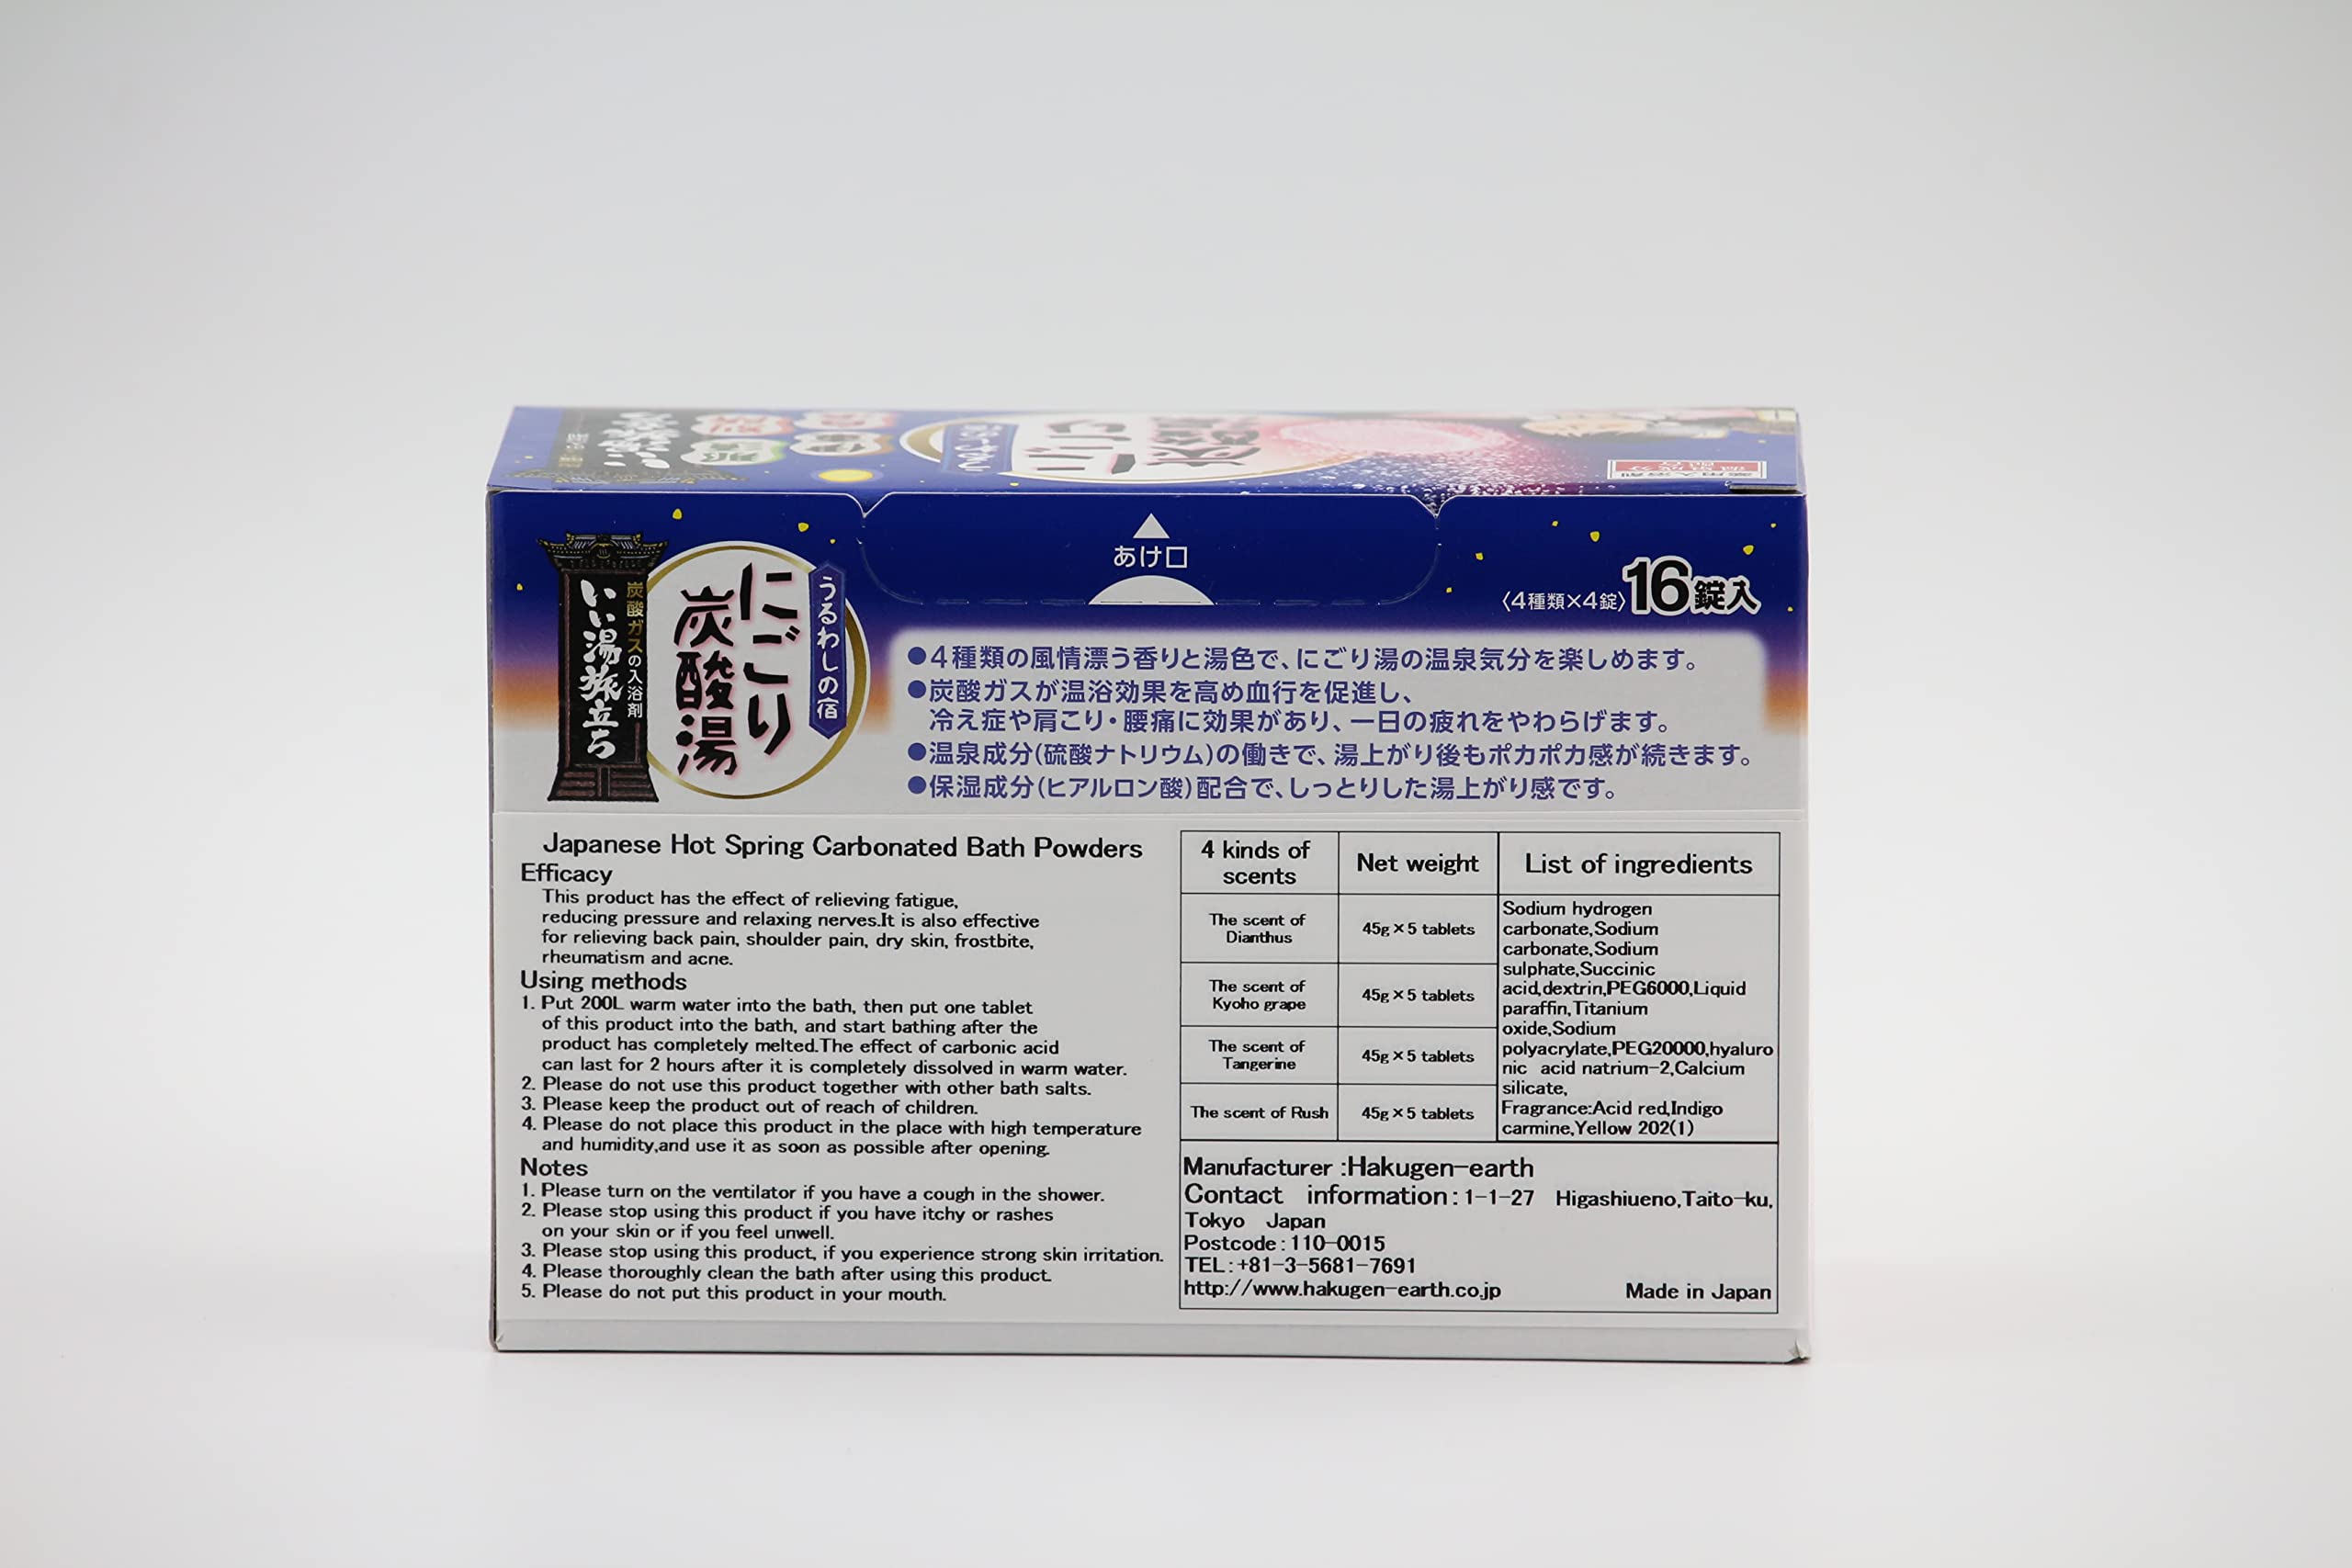 あけ口
うるわしの宿
にごり
炭酸湯
炭酸ガスの入浴剤
いい湯旅立ち
〈4種類×4錠〉16錠入
●4種類の風情漂う香りと湯色で、にごり湯の温泉気分を楽しめます。
●炭酸ガスが温浴効果を高め血行を促進し、
冷え症や肩こり・腰痛に効果があり、一日の疲れをやわらげます。
●温泉成分(硫酸ナトリウム)の働きで、湯上がり後もポカポカ感が続きます。
●保湿成分(ヒアルロン酸)配合で、しっとりした湯上がり感です。
Japanese Hot Spring Carbonated Bath Powders
Efficacy
This product has the effect of relieving fatigue,
reducing pressure and relaxing nerves.It is also effective
for relieving back pain, shoulder pain, dry skin, frostbite,
rheumatism and acne.
Using methods
1. Put 200L warm water into the bath, then put one tablet
of this product into the bath, and start bathing after the
product has completely melted.The effect of carbonic acid
can last for 2 hours after it is completely dissolved in warm water.
2. Please do not use this product together with other bath salts.
3. Please keep the product out of reach of children.
4. Please do not place this product in the place with high temperature
and humidity,and use it as soon as possible after opening.
Notes
1. Please turn on the ventilator if you have a cough in the shower.
2. Please stop using this product if you have itchy or rashes
on your skin or if you feel unwell.
3. Please stop using this product, if you experience strong skin irritation.
4. Please thoroughly clean the bath after using this product.
5. Please do not put this product in your mouth.
4 kinds of
scents
Net weight
List of ingredients
The scent of
Dianthus
45g×5 tablets
The scent of
Kyoho grape
45g×5 tablets
The scent of
Tangerine
45g×5 tablets
The scent of Rush
45g×5 tablets
Sodium hydrogen
carbonate,Sodium
carbonate,Sodium
sulphate,Succinic
acid,dextrin,PEG6000,Liquid
paraffin,Titanium
oxide,Sodium
polyacrylate,PEG20000,hyaluro
nic acid natrium-2,Calcium
silicate,
Fragrance:Acid red,Indigo
carmine,Yellow 202(1)
Manufacturer :Hakugen-earth
Contact information:1-1-27 Higashiueno,Taito-ku,
Tokyo Japan
Postcode:110-0015
TEL:+81-3-5681-7691
http://www.hakugen-earth.co.jp
Made in Japan